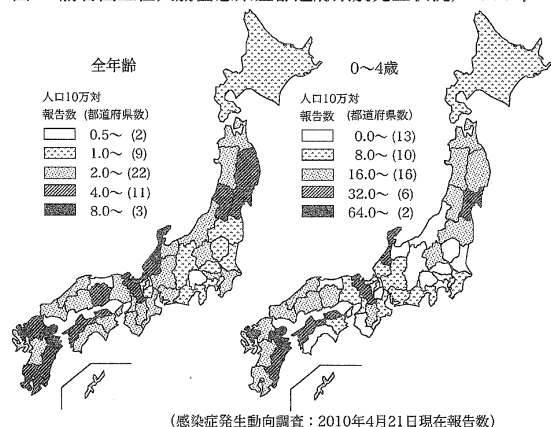 全年齢
人口10万対
報告数 (都道府県数)
0.5~ (2)
1.0~ (9)
2.0~ (22)
4.0~ (11)
8.0~ (3)
0~4歳
人口10万対
報告数 (都道府県数)
0.0~ (13)
8.0~ (10)
16.0~ (16)
32.0~ (6)
64.0~ (2)
(感染症発生動向調査:2010年4月21日現在報告数)